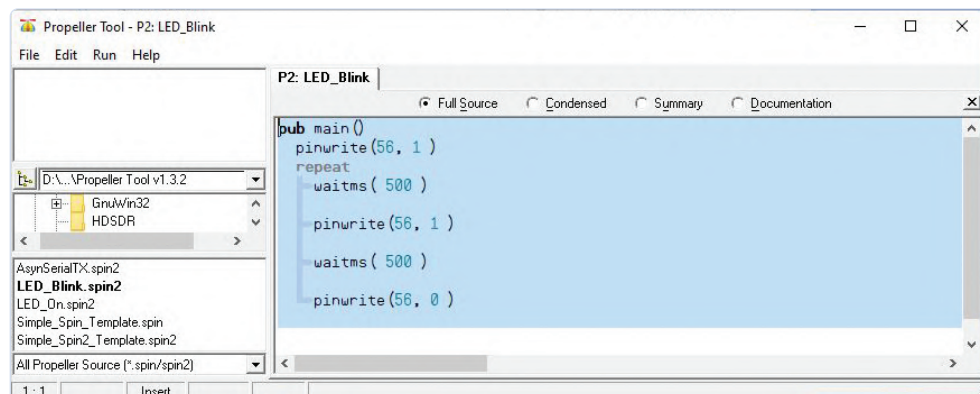 Propeller Tool - P2: LED_Blink
File Edit Run Help
P2: LED_Blink
Full Source Condensed Summary Documentation
pub main()
pinwrite(56, 1 )
repeat
waitms( 500 )
pinwrite(56, 1 )
waitms( 500 )
pinwrite(56, 0 )
D:\...\Propeller Tool v1.3.2
GnuWin32
HDSDR
AsynSerialTX.spin2
LED_Blink.spin2
LED_On.spin2
Simple_Spin_Template.spin
Simple_Spin2_Template.spin2
All Propeller Source (*.spin/spin2)
1 : 1 Insert